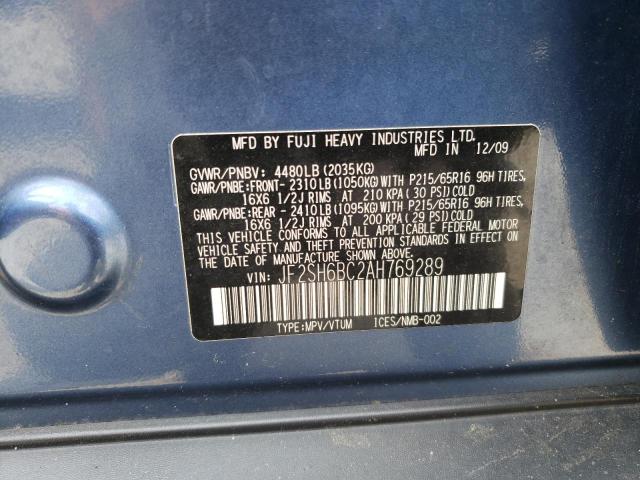 MFD BY FUJI HEAVY INDUSTRIES LTD.
MFD IN 12/09
GVWR/PNBV: 4480LB (2035KG)
GAWR/PNBE:FRONT- 2310LB(1050KG)WITH P215/65R16 96H TIRES,
16X6 1/2J RIMS AT 210 KPA(30 PSI)COLD
GAWR/PNBE:REAR - 2410LB(1095KG)WITH P215/65R16 96H TIRES,
16X6 1/2J RIMS AT 200 KPA(29 PSI)COLD
THIS VEHICLE CONFORMS TO ALL APPLICABLE FEDERAL MOTOR
VEHICLE SAFETY STANDARDS IN EFFECT ON THE
DATE OF MANUFACTURE SHOWN ABOVE.
VIN: JF2SH6BC2AH769289
TYPE:MPV/VTUM 1CES/NMB-002